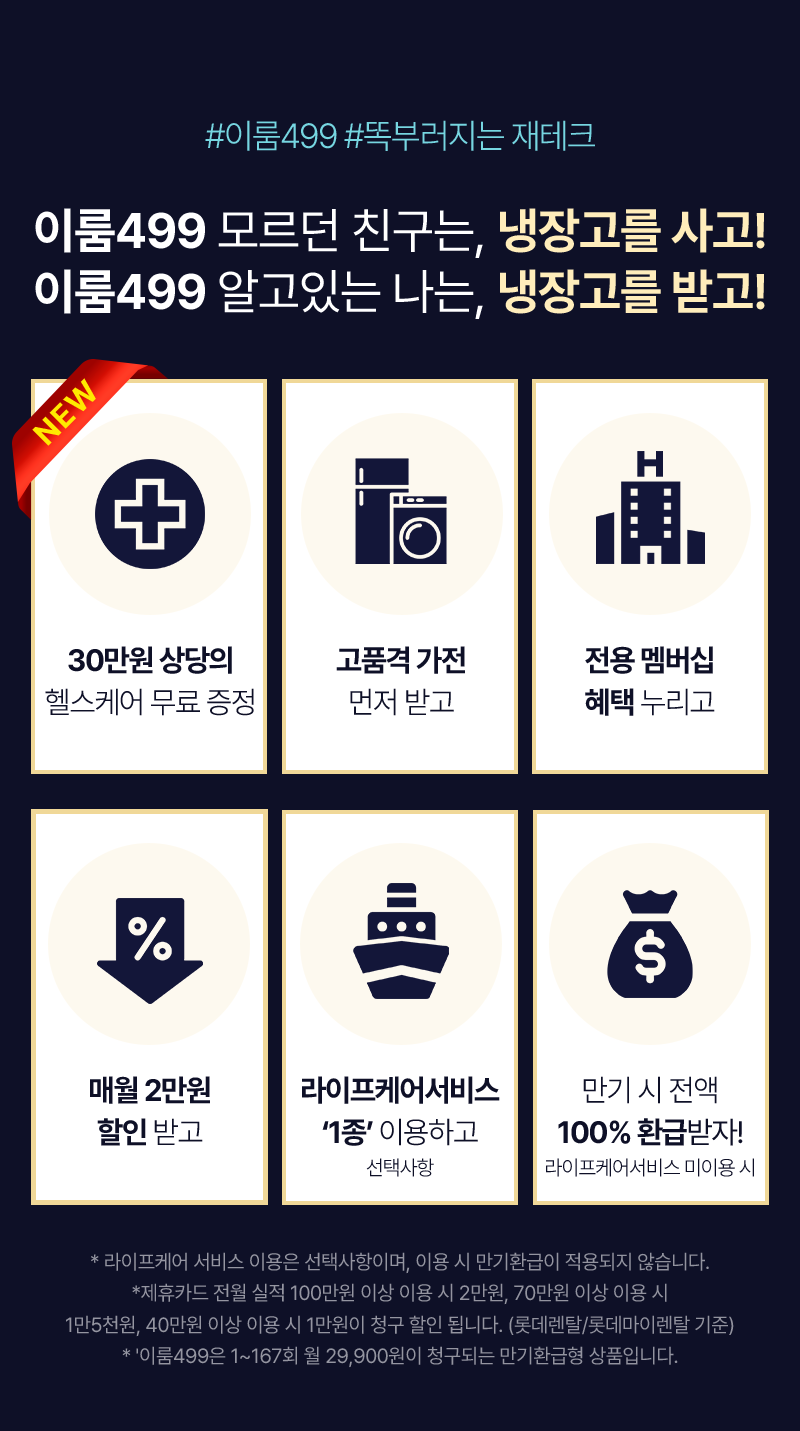 #이룸499 #똑부러지는 재테크
이룸499 모르던 친구는, 냉장고를 사고!
이룸499 알고있는 나는, 냉장고를 받고!
NEW
30만원 상당의
헬스케어 무료 증정
고품격 가전
먼저 받고
H
전용 멤버십
혜택 누리고
%
매월 2만원
할인 받고
라이프케어서비스
‘1종’ 이용하고
선택사항
$
만기 시 전액
100% 환급받자!
라이프케어서비스 미이용 시
* 라이프케어 서비스 이용은 선택사항이며, 이용 시 만기환급이 적용되지 않습니다.
*제휴카드 전월 실적 100만원 이상 이용 시 2만원, 70만원 이상 이용 시
1만5천원, 40만원 이상 이용 시 1만원이 청구 할인 됩니다. (롯데렌탈/롯데마이렌탈 기준)
* '이룸499은 1~167회 월 29,900원이 청구되는 만기환급형 상품입니다.